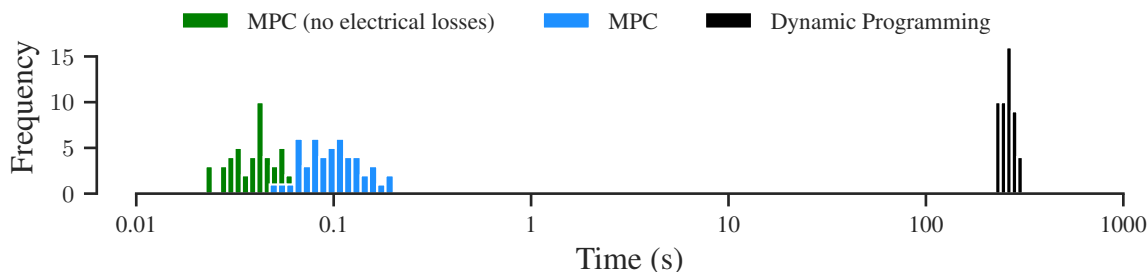 MPC (no electrical losses) MPC Dynamic Programming
Frequency
15
10
5
0
0.01 0.1 1 10 100 1000
Time (s)